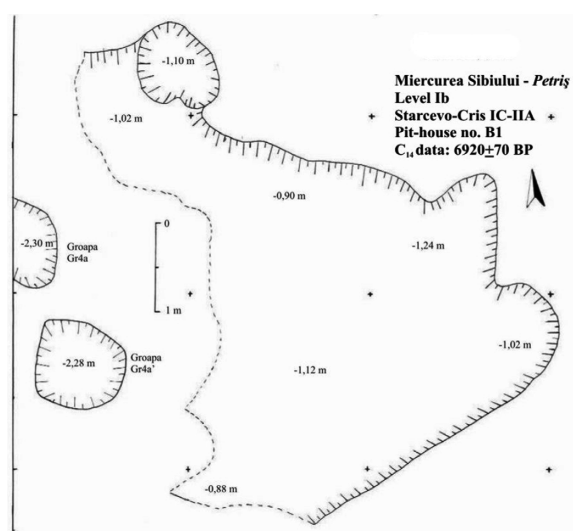 -1,10 m
Miercurea Sibiului - Petriş
Level Ib
Starcevo-Cris IC-IIA
Pit-house no. B1
C14 data: 6920±70 BP
-1,02 m
-0,90 m
0
-2,30 m
Groapa
Gr4a
-1,24 m
1 m
-1,02 m
Groapa
Gr4a'
-2,28 m
-1,12 m
-0,88 m